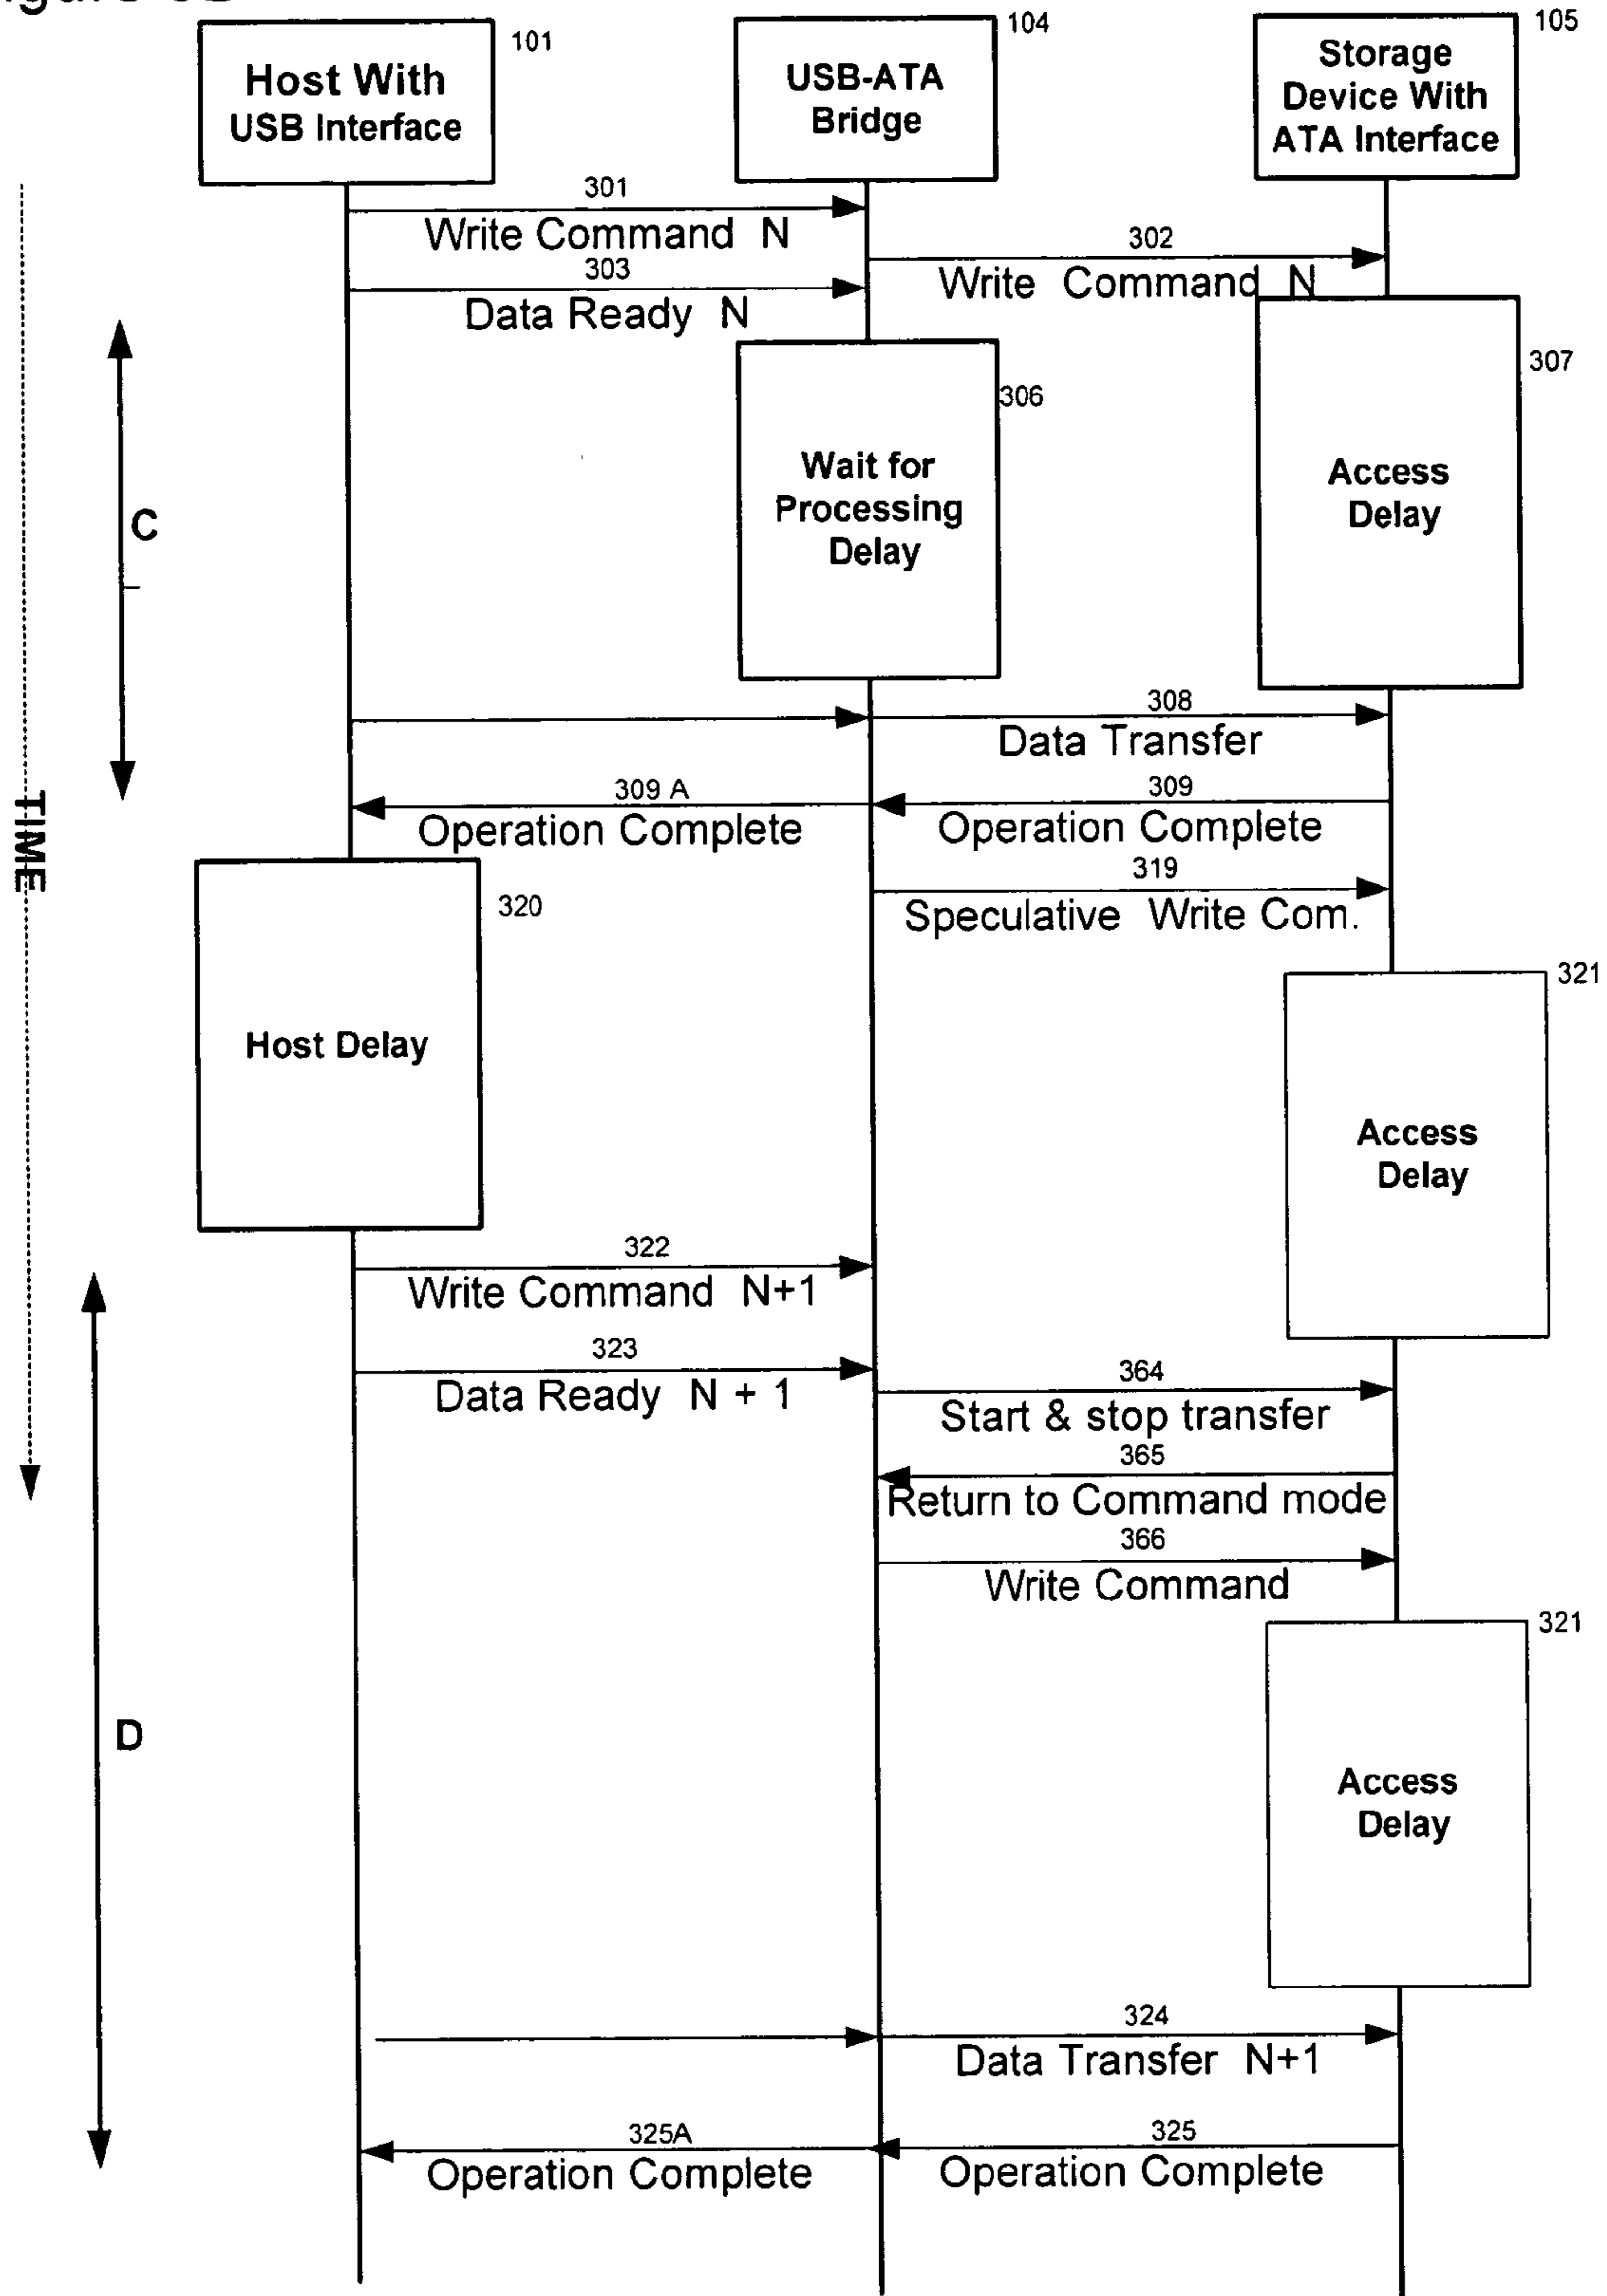 101
Host With
USB Interface
104
USB-ATA
Bridge
105
Storage
Device With
ATA Interface
301
Write Command N
302
Write Command N
303
Data Ready N
306
Wait for
Processing
Delay
307
Access
Delay
C
308
Data Transfer
309 A
Operation Complete
309
Operation Complete
TIME
319
Speculative Write Com.
320
Host Delay
321
Access
Delay
322
Write Command N+1
323
Data Ready N + 1
364
Start & stop transfer
365
Return to Command mode
366
Write Command
321
Access
Delay
D
324
Data Transfer N+1
325A
Operation Complete
325
Operation Complete